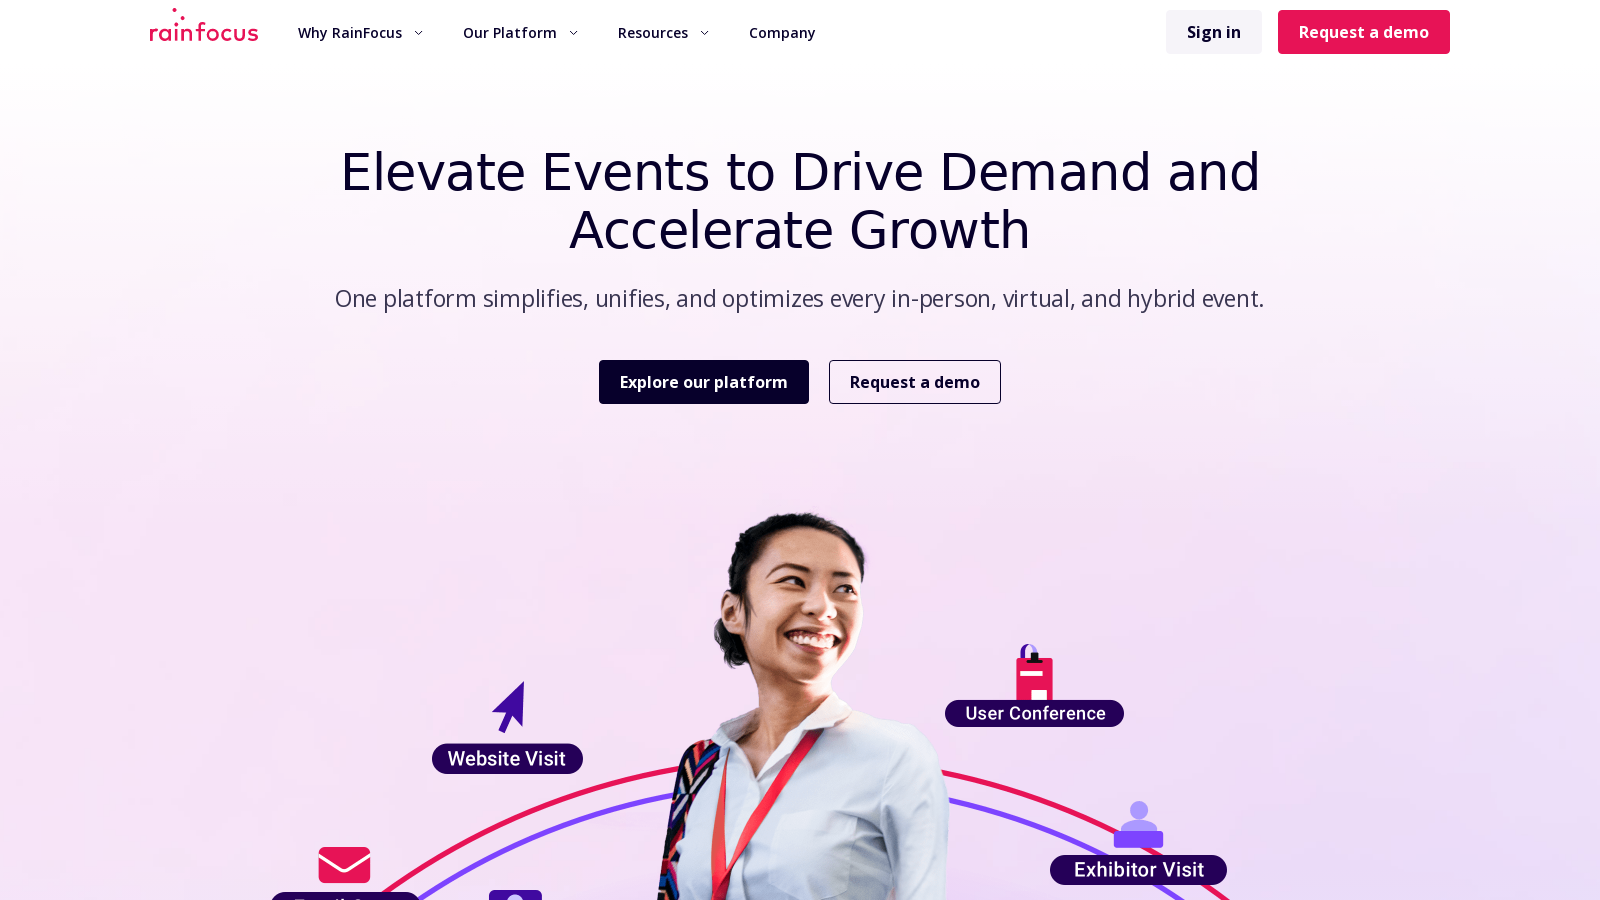 rainfocus
Why RainFocus
Our Platform
Resources
Company
Sign in
Request a demo
Elevate Events to Drive Demand and
Accelerate Growth
One platform simplifies, unifies, and optimizes every in-person, virtual, and hybrid event.
Explore our platform
Request a demo
User Conference
Website Visit
Exhibitor Visit